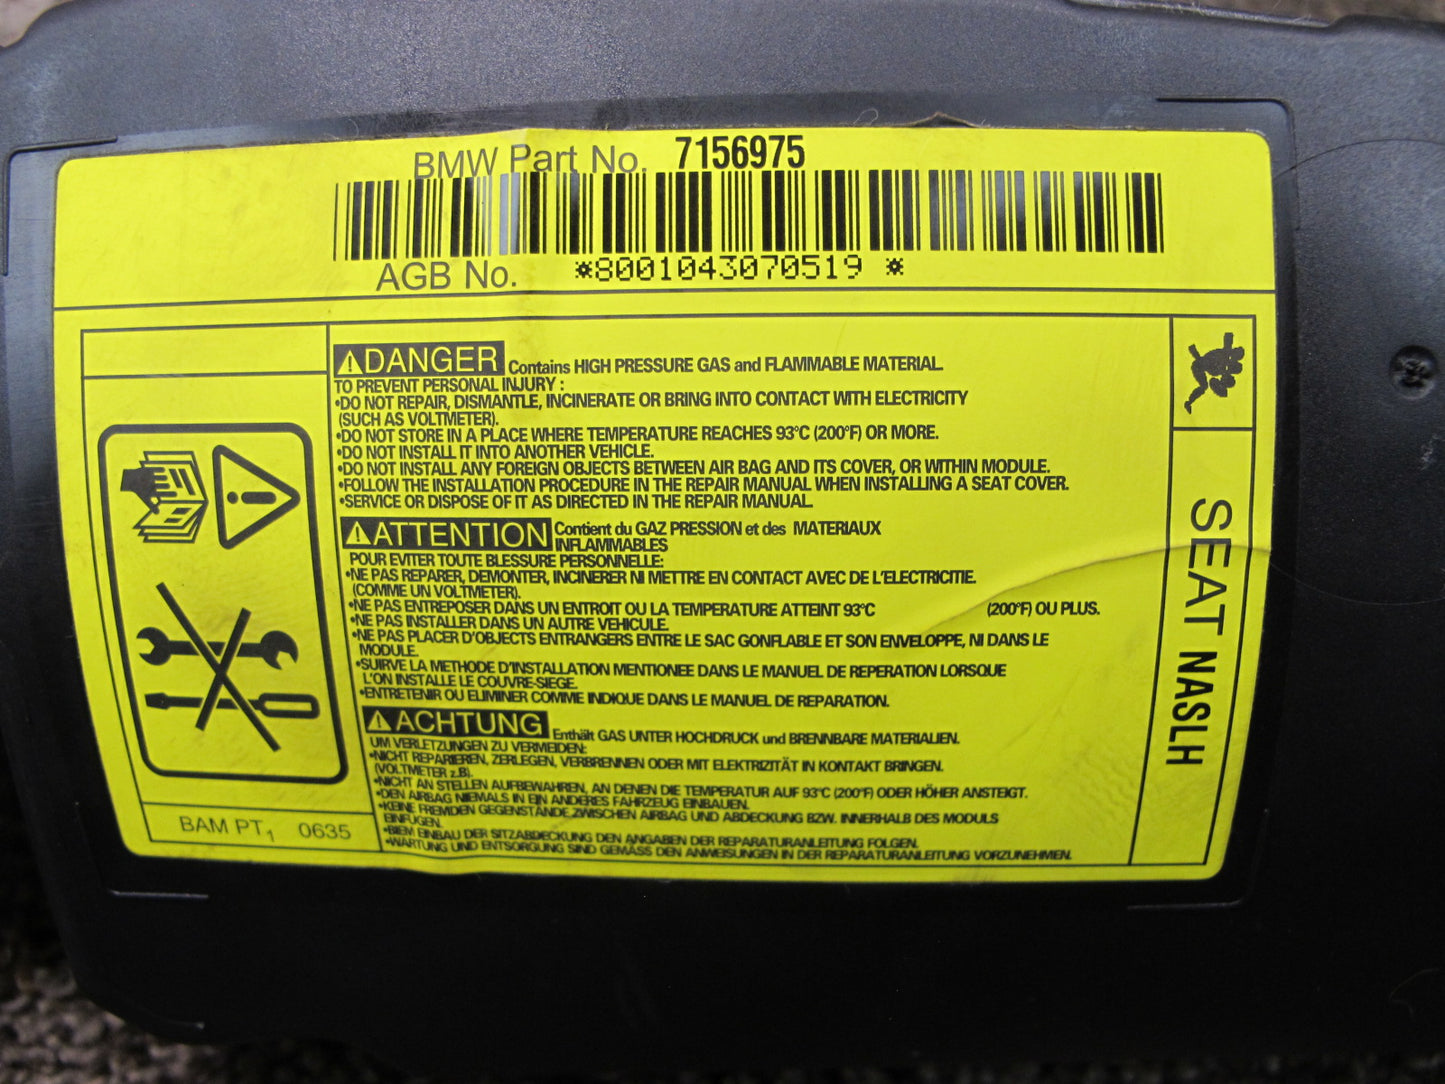 BMW Part No. 7156975
AGB No. *8001043070519 *
DANGER Contains HIGH PRESSURE GAS and FLAMMABLE MATERIAL.
TO PREVENT PERSONAL INJURY :
•DO NOT REPAIR, DISMANTLE, INCINERATE OR BRING INTO CONTACT WITH ELECTRICITY
(SUCH AS VOLTMETER).
•DO NOT STORE IN A PLACE WHERE TEMPERATURE REACHES 93°C (200°F) OR MORE.
•DO NOT INSTALL IT INTO ANOTHER VEHICLE.
•DO NOT INSTALL ANY FOREIGN OBJECTS BETWEEN AIR BAG AND ITS COVER, OR WITHIN MODULE.
•FOLLOW THE INSTALLATION PROCEDURE IN THE REPAIR MANUAL WHEN INSTALLING A SEAT COVER.
•SERVICE OR DISPOSE OF IT AS DIRECTED IN THE REPAIR MANUAL.
ATTENTION Contient du GAZ PRESSION et des MATERIAUX
INFLAMMABLES
POUR EVITER TOUTE BLESSURE PERSONNELLE:
•NE PAS REPARER, DEMONTER, INCINERER NI METTRE EN CONTACT AVEC DE L'ELECTRICITIE.
(COMME UN VOLTMETER).
•NE PAS ENTREPOSER DANS UN ENTROIT OU LA TEMPERATURE ATTEINT 93°C (200°F) OU PLUS.
•NE PAS INSTALLER DANS UN AUTRE VEHICULE.
•NE PAS PLACER D'OBJECTS ENTRANGERS ENTRE LE SAC GONFLABLE ET SON ENVELOPPE, NI DANS LE
MODULE.
•SUIRVE LA METHODE D'INSTALLATION MENTIONEE DANS LE MANUEL DE REPERATION LORSQUE
L'ON INSTALLE LE COUVRE-SIEGE.
•ENTRETENIR OU ELIMINER COMME INDIQUE DANS LE MANUEL DE REPARATION.
ACHTUNG Enthält GAS UNTER HOCHDRUCK und BRENNBARE MATERIALIEN.
UM VERLETZUNGEN ZU VERMEIDEN:
•NICHT REPARIEREN, ZERLEGEN, VERBRENNEN ODER MIT ELEKTRIZITÄT IN KONTAKT BRINGEN.
(VOLTMETER z.B).
•NICHT AN STELLEN AUFBEWAHREN, AN DENEN DIE TEMPERATUR AUF 93°C (200°F) ODER HÖHER ANSTEIGT.
•DEN AIRBAG NIEMALS IN EIN ANDERES FAHRZEUG EINBAUEN.
•KEINE FREMDEN GEGENSTÄNDE ZWISCHEN AIRBAG UND ABDECKUNG BZW. INNERHALB DES MODULS
EINFÜGEN.
•BIEM EINBAU DER SITZABDECKUNG DEN ANGABEN DER REPARATURANLEITUNG FOLGEN.
•WARTUNG UND ENTSORGUNG SIND GEMÄSS DEN ANWEISUNGEN IN DER REPARATURANLEITUNG VORZUNEHMEN.
BAM PT1 0635
SEAT NASLH